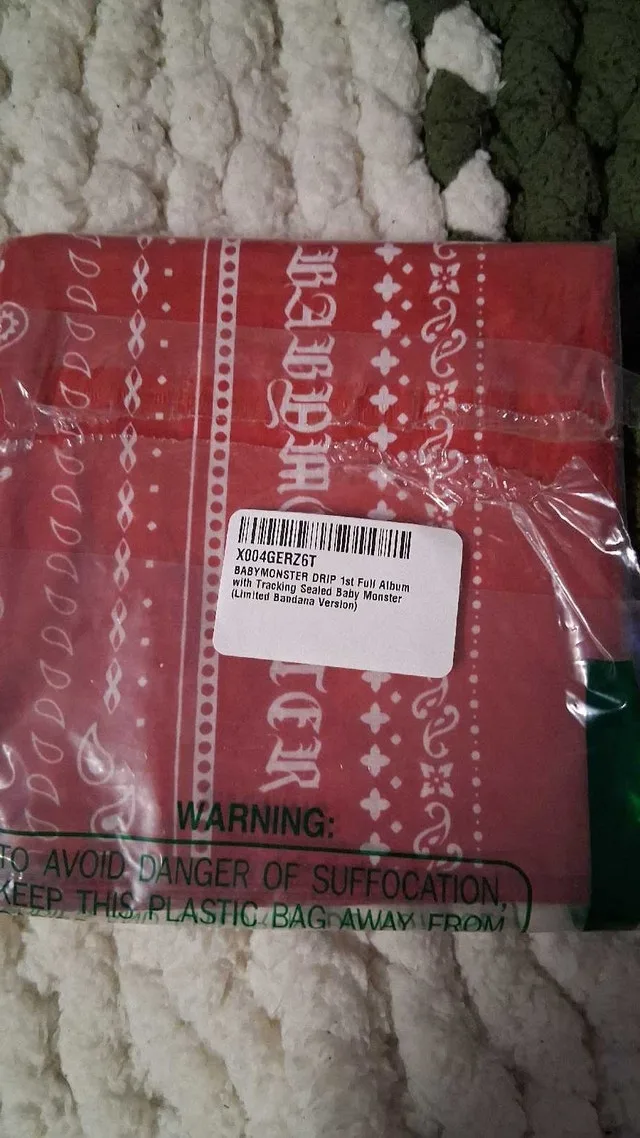 BABYMONSTER
X004GERZ6T
BABYMONSTER DRIP 1st Full Album
with Tracking Sealed Baby Monster
(Limited Bandana Version)
WARNING:
TO AVOID DANGER OF SUFFOCATION,
KEEP THIS PLASTIC BAG AWAY FROM